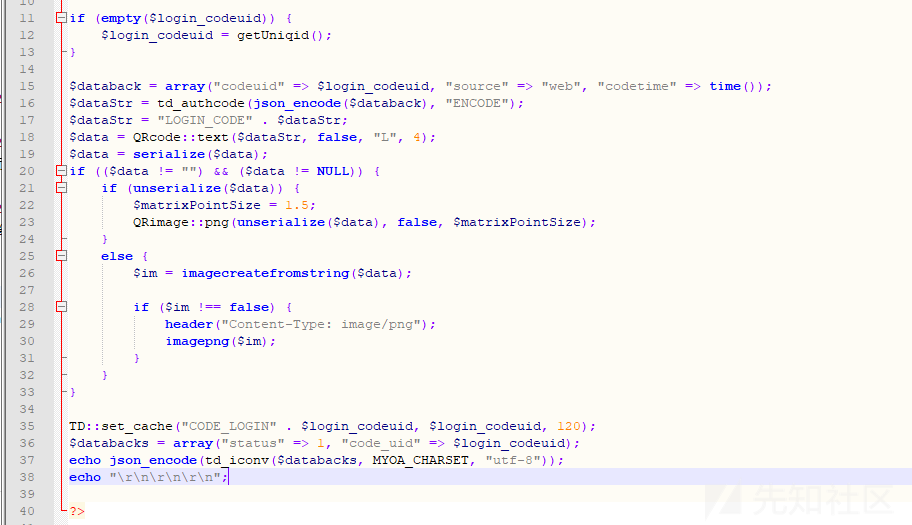 10
11 if (empty($login_codeuid)) {
12 $login_codeuid = getUniqid();
13 }
14
15 $databack = array("codeuid" => $login_codeuid, "source" => "web", "codetime" => time());
16 $dataStr = td_authcode(json_encode($databack), "ENCODE");
17 $dataStr = "LOGIN_CODE" . $dataStr;
18 $data = QRcode::text($dataStr, false, "L", 4);
19 $data = serialize($data);
20 if (($data != "") && ($data != NULL)) {
21 if (unserialize($data)) {
22 $matrixPointSize = 1.5;
23 QRimage::png(unserialize($data), false, $matrixPointSize);
24 }
25 else {
26 $im = imagecreatefromstring($data);
27
28 if ($im !== false) {
29 header("Content-Type: image/png");
30 imagepng($im);
31 }
32 }
33 }
34
35 TD::set_cache("CODE_LOGIN" . $login_codeuid, $login_codeuid, 120);
36 $databacks = array("status" => 1, "code_uid" => $login_codeuid);
37 echo json_encode(td_iconv($databacks, MYOA_CHARSET, "utf-8"));
38 echo "\r\n\r\n\r\n";
39
40 ?>
先知社区